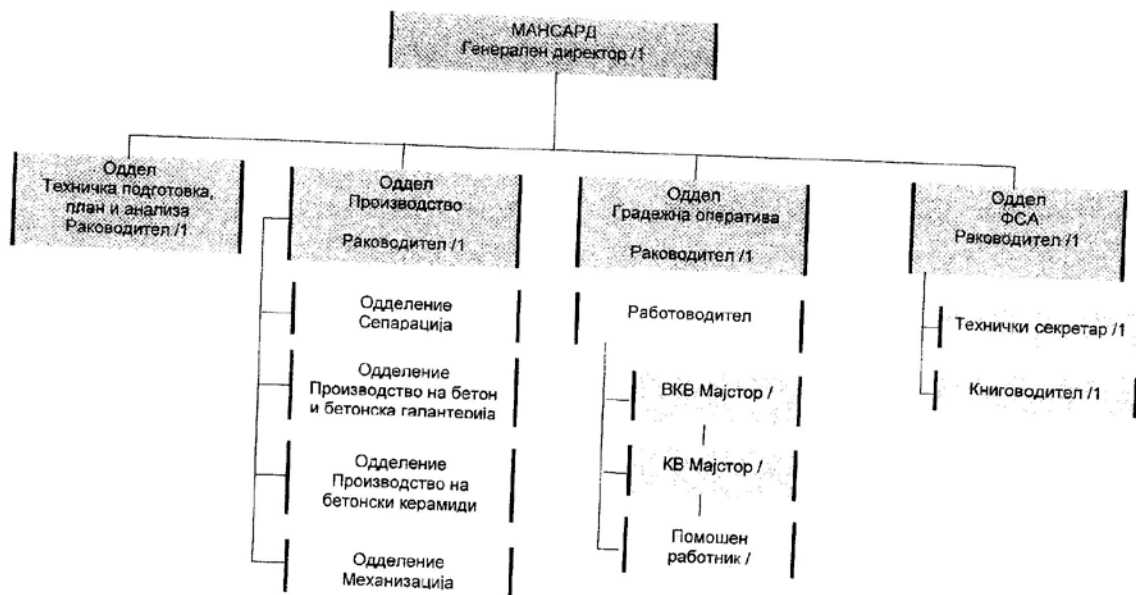 МАНСАРД
Генерален директор /1
Оддел
Техничка подготовка,
план и анализа
Раководител /1
Оддел
Производство
Раководител /1
Одделение
Сепарација
Одделение
Производство на бетон
и бетонска галантерија
Одделение
Производство на
бетонски керамиди
Одделение
Механизација
Оддел
Градежна оператива
Раководител /1
Работоводител
ВКВ Мајстор /
КВ Мајстор /
Помошен
работник /
Оддел
ФСА
Раководител /1
Технички секретар /1
Книговодител /1